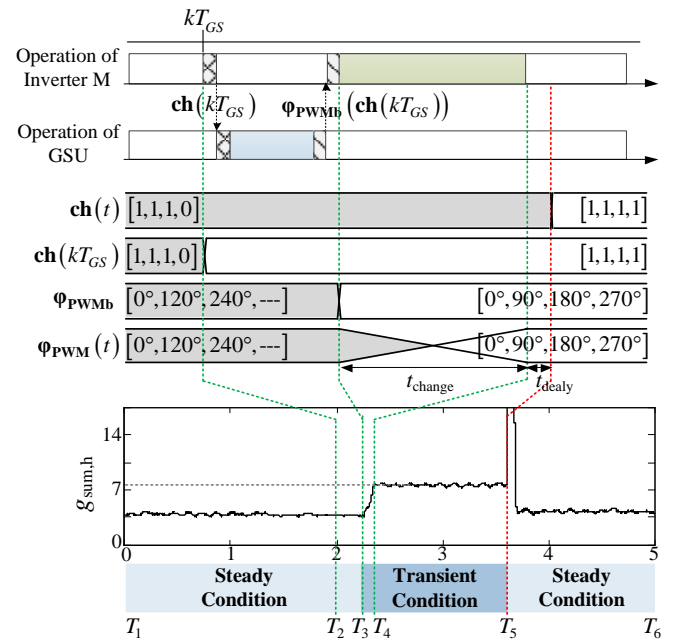 kT_GS
Operation of
Inverter M
ch(kT_GS)
φ_PWMb(ch(kT_GS))
Operation of
GSU
ch(t) [1,1,1,0] [1,1,1,1]
ch(kT_GS) [1,1,1,0] [1,1,1,1]
φ_PWMb [0°,120°,240°,---] [0°,90°,180°,270°]
φ_PWM(t) [0°,120°,240°,---] [0°,90°,180°,270°]
t_change t_dealy
14
7
0
g_sum,h
0 1 2 3 4 5
Steady
Condition
Transient
Condition
Steady
Condition
T_1 T_2 T_3 T_4 T_5 T_6